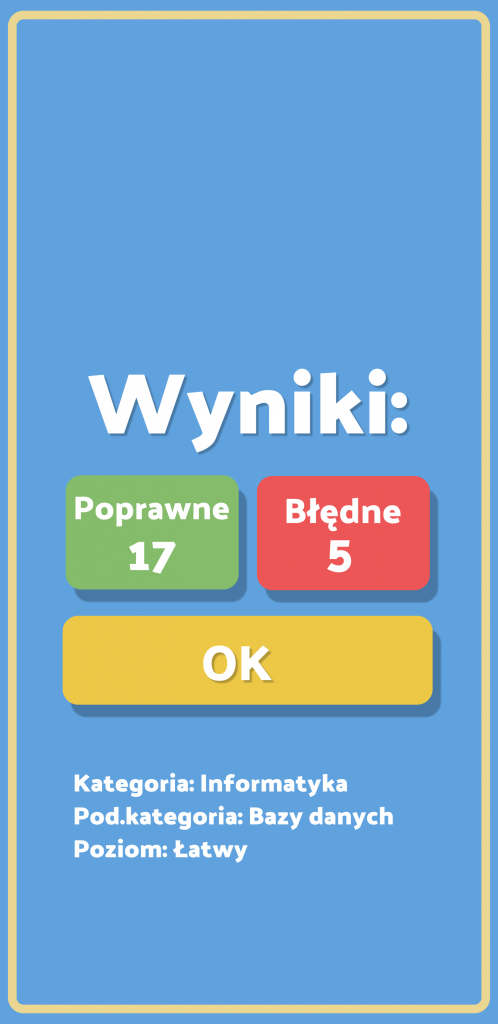 Wyniki:
Poprawne
17
Błędne
5
OK
Kategoria: Informatyka
Pod.kategoria: Bazy danych
Poziom: Łatwy